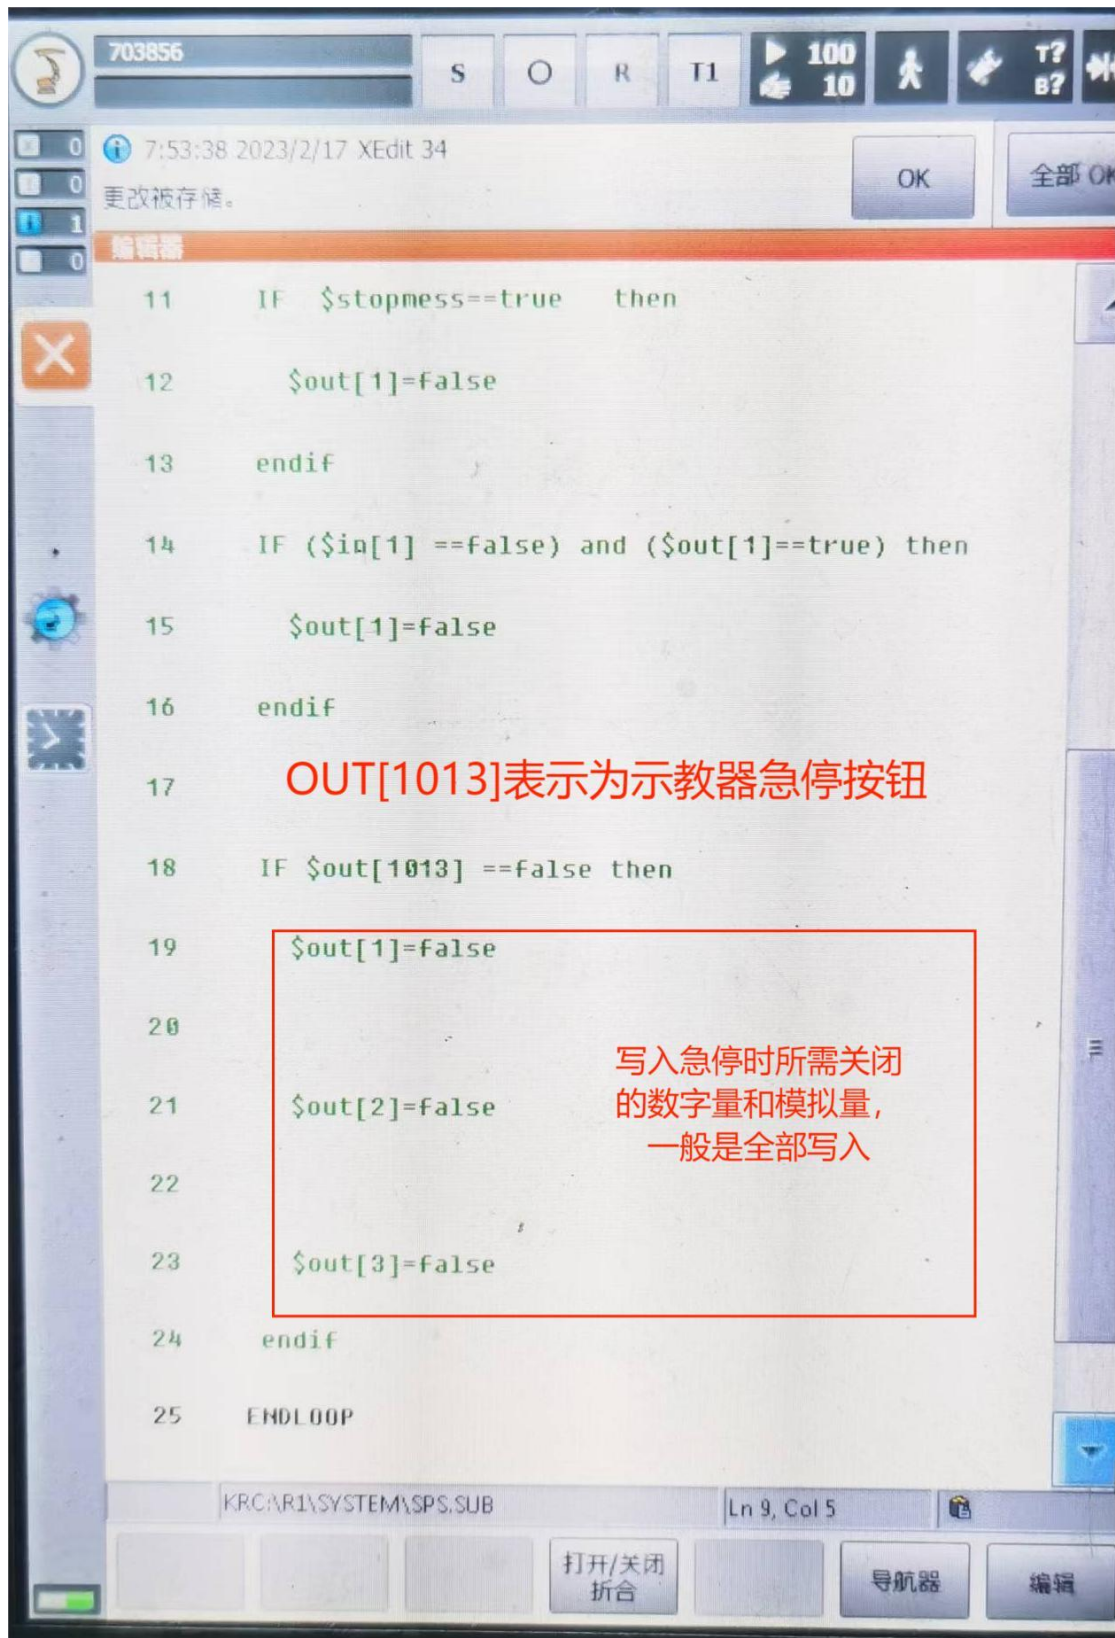 703856
S
O
R
T1
100
10
T?
B?
0
7:53:38 2023/2/17 XEdit 34
OK
全部 OK
0
更改被存储。
1
编辑器
0
11 IF $stopmess==true then
12 $out[1]=false
13 endif
14 IF ($in[1] ==false) and ($out[1]==true) then
15 $out[1]=false
16 endif
OUT[1013]表示为示教器急停按钮
17
18 IF $out[1013] ==false then
19 $out[1]=false
20
写入急停时所需关闭
21 $out[2]=false
的数字量和模拟量，
一般是全部写入
22
23 $out[3]=false
24 endif
25 ENDLOOP
KRC:\R1\SYSTEM\SPS.SUB
Ln 9, Col 5
打开/关闭
折合
导航器
编辑